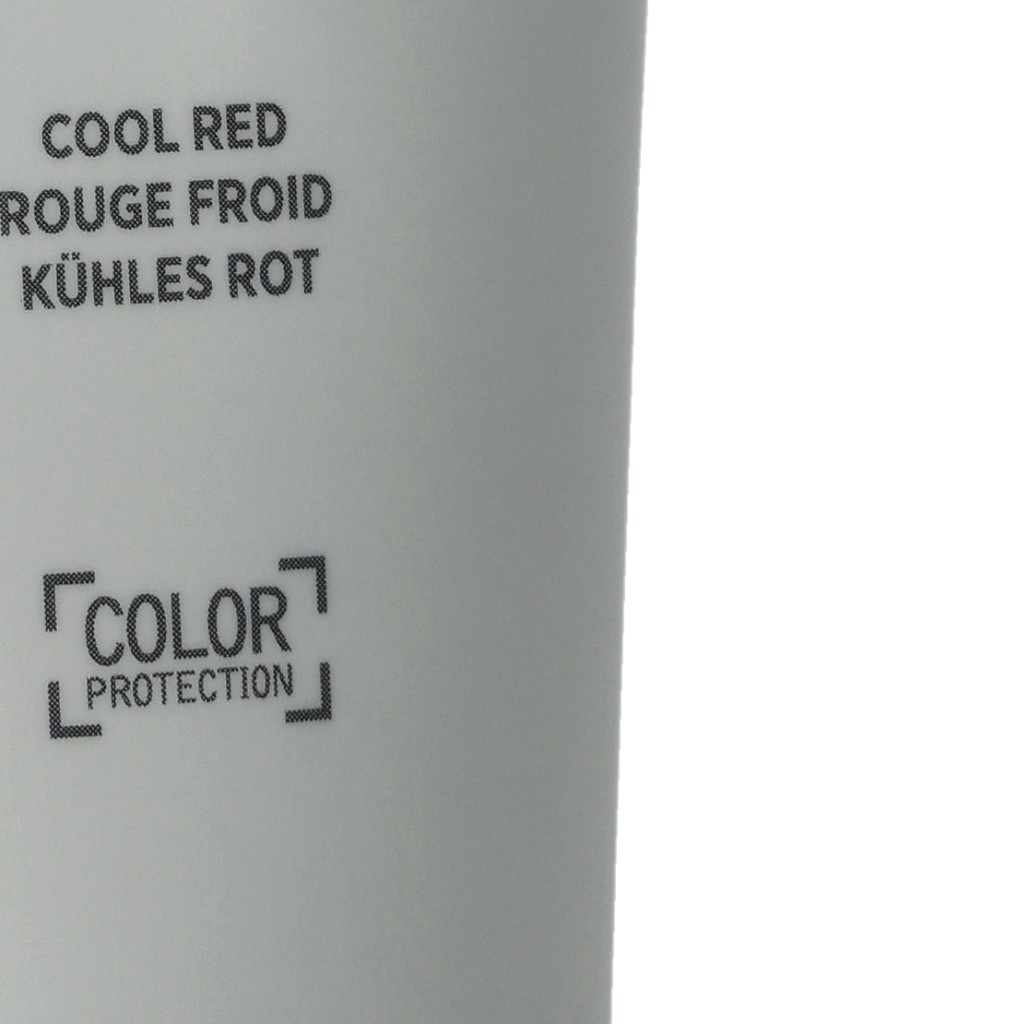 COOL RED
ROUGE FROID
KÜHLES ROT
COLOR
PROTECTION